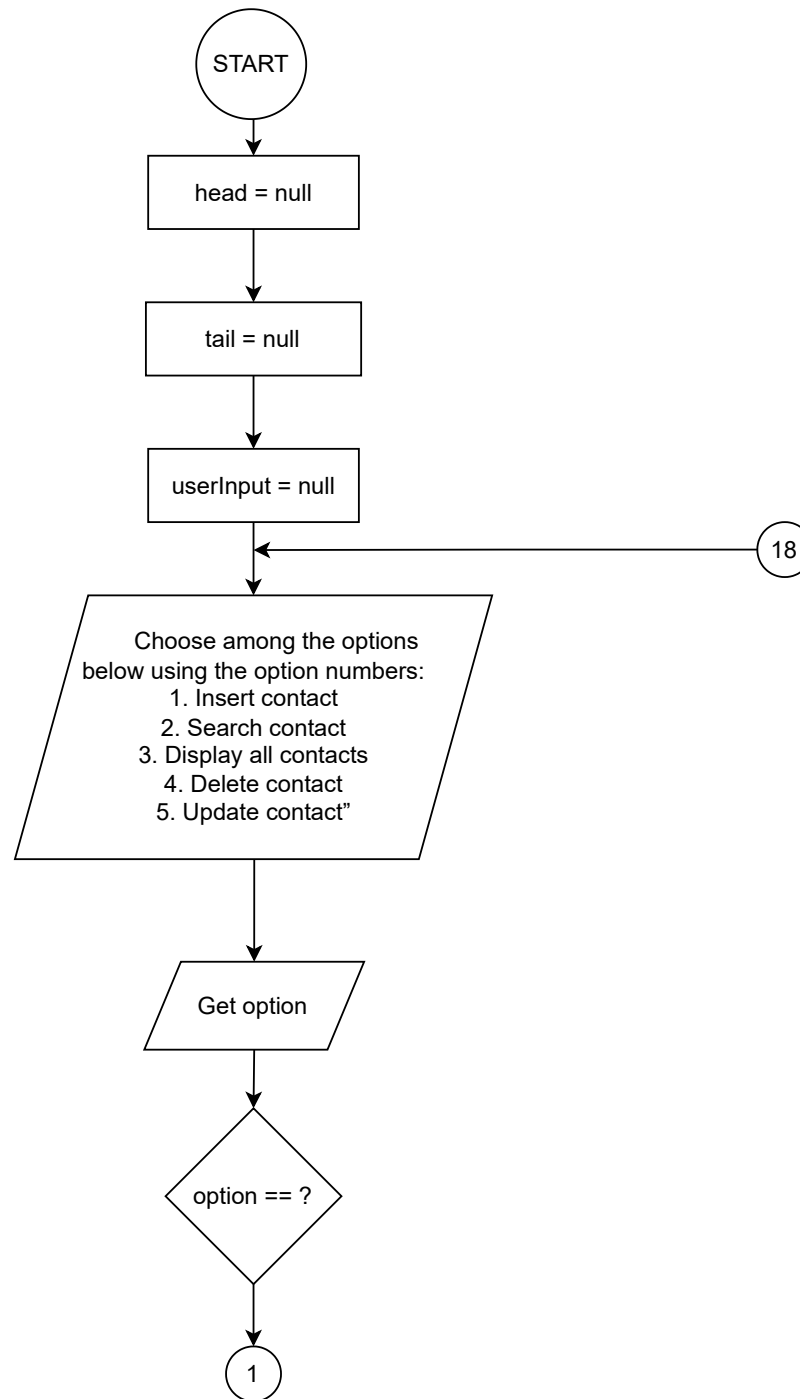 START
head = null
tail = null
userInput = null
18
Choose among the options
below using the option numbers:
1. Insert contact
2. Search contact
3. Display all contacts
4. Delete contact
5. Update contact”
Get option
option == ?
1